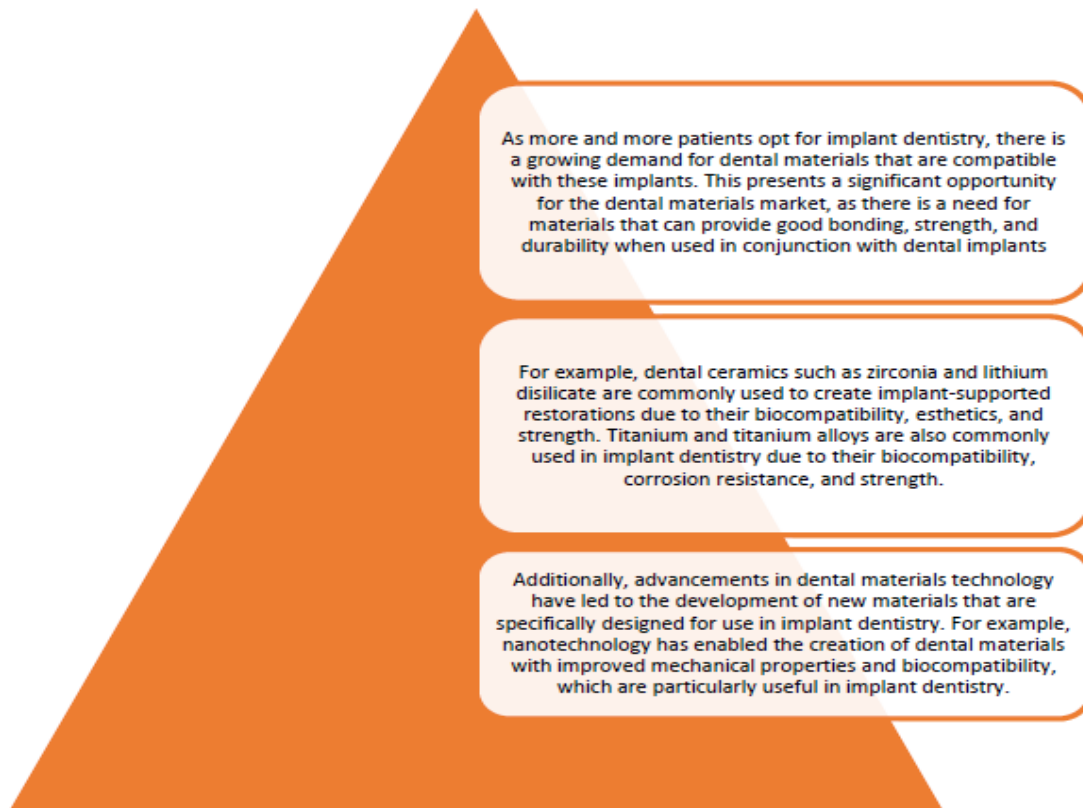 As more and more patients opt for implant dentistry, there is
a growing demand for dental materials that are compatible
with these implants. This presents a significant opportunity
for the dental materials market, as there is a need for
materials that can provide good bonding, strength, and
durability when used in conjunction with dental implants
For example, dental ceramics such as zirconia and lithium
disilicate are commonly used to create implant-supported
restorations due to their biocompatibility, esthetics, and
strength. Titanium and titanium alloys are also commonly
used in implant dentistry due to their biocompatibility,
corrosion resistance, and strength.
Additionally, advancements in dental materials technology
have led to the development of new materials that are
specifically designed for use in implant dentistry. For example,
nanotechnology has enabled the creation of dental materials
with improved mechanical properties and biocompatibility,
which are particularly useful in implant dentistry.